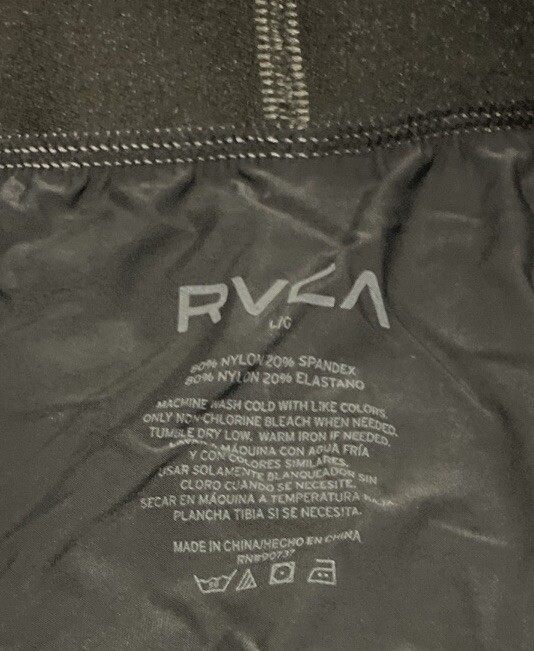 RVCA
L/G
80% NYLON 20% SPANDEX
80% NYLON 20% ELASTANO
MACHINE WASH COLD WITH LIKE COLORS,
ONLY NON-CHLORINE BLEACH WHEN NEEDED.
TUMBLE DRY LOW, WARM IRON IF NEEDED.
MÁQUINA CON AGUA FRÍA
Y CON COLORES SIMILARES.
USAR SOLAMENTE BLANQUEADOR SIN
CLORO CUANDO SE NECESITE.
SECAR EN MÁQUINA A TEMPERATURA BAJA.
PLANCHA TIBIA SI SE NECESITA.
MADE IN CHINA/HECHO EN CHINA
RN#90737